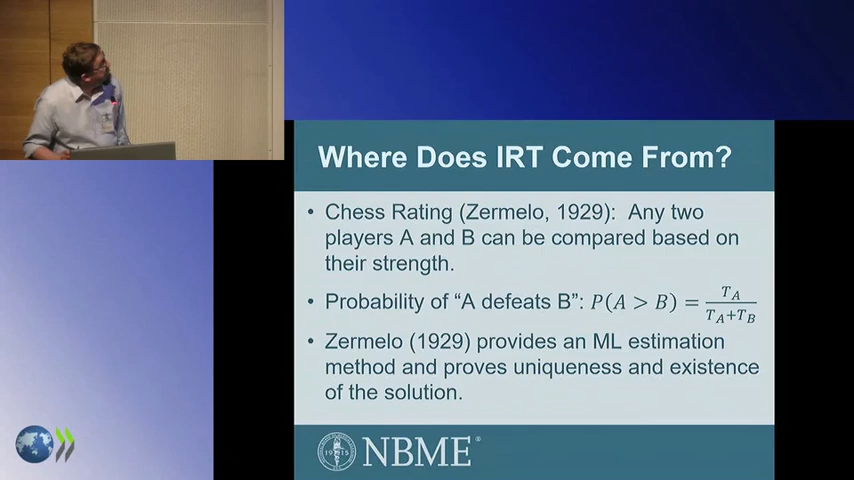 Where Does IRT Come From?
• Chess Rating (Zermelo, 1929): Any two
players A and B can be compared based on
their strength.
• Probability of “A defeats B”: P(A > B) = T_A / (T_A+T_B)
• Zermelo (1929) provides an ML estimation
method and proves uniqueness and existence
of the solution.
1915
NBME®